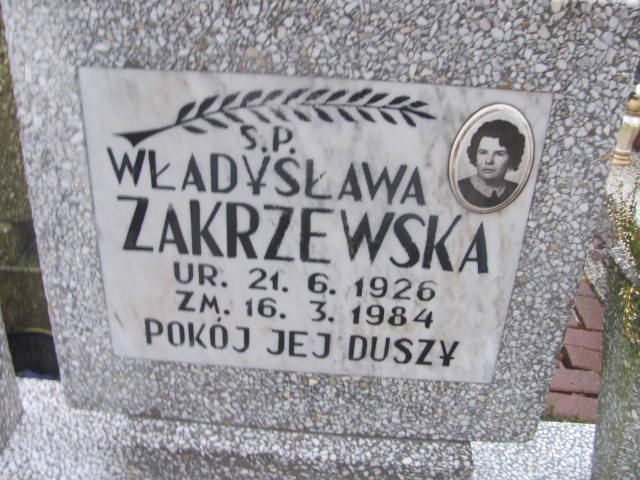 Ś.P.
WŁADYSŁAWA
ZAKRZEWSKA
UR. 21. 6. 1926
ZM. 16. 3. 1984
POKÓJ JEJ DUSZY